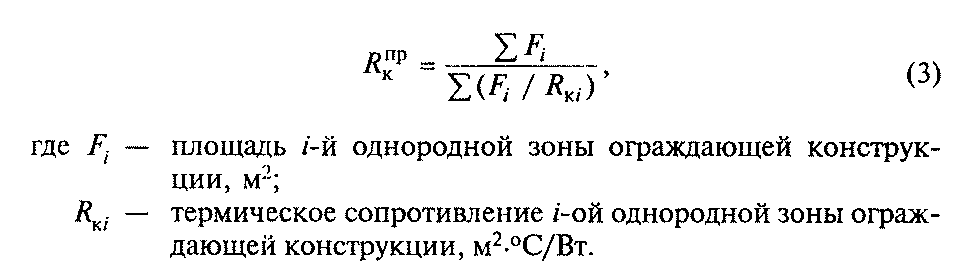 R_к^пр = ∑ F_i / ∑ (F_i / R_кi), (3)
где F_i — площадь i-й однородной зоны ограждающей конструк-
ции, м²;
R_кi — термическое сопротивление i-ой однородной зоны ограж-
дающей конструкции, м²·°С/Вт.